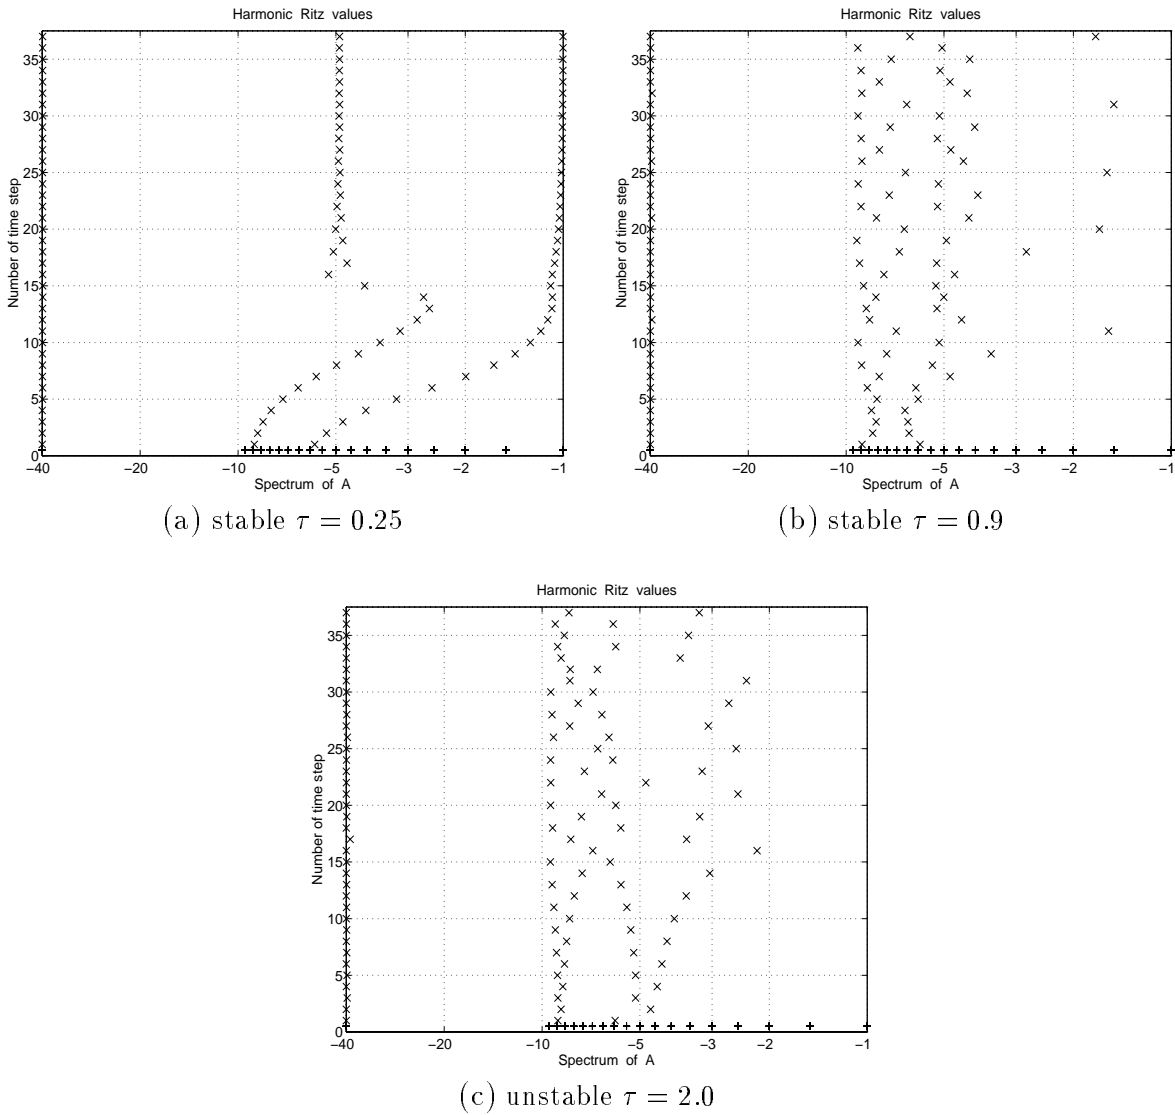 Harmonic Ritz values
Number of time step
35
30
25
20
15
10
5
0
−40 −20 −10 −5 −3 −2 −1
Spectrum of A
(a) stable τ = 0.25
Harmonic Ritz values
Number of time step
35
30
25
20
15
10
5
0
−40 −20 −10 −5 −3 −2 −1
Spectrum of A
(b) stable τ = 0.9
Harmonic Ritz values
Number of time step
35
30
25
20
15
10
5
0
−40 −20 −10 −5 −3 −2 −1
Spectrum of A
(c) unstable τ = 2.0